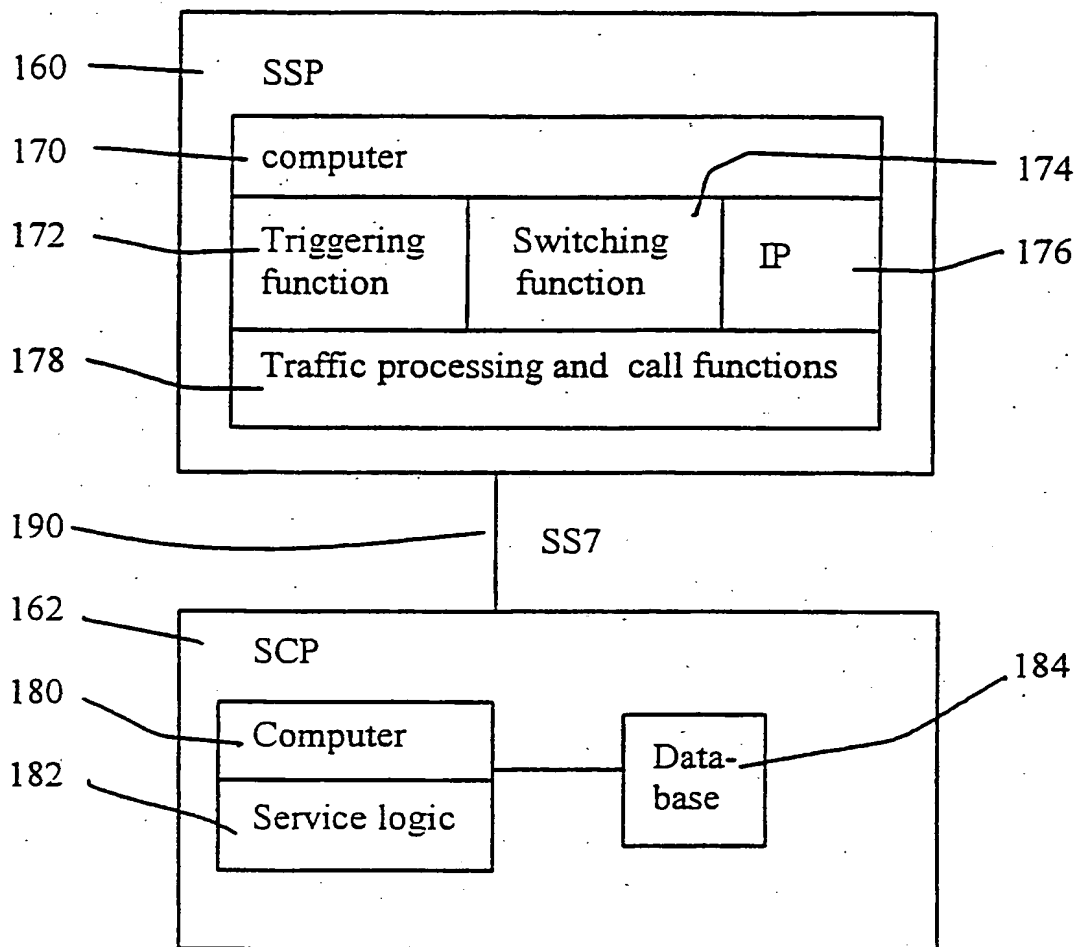 160
SSP
170
computer
174
172
Triggering
function
Switching
function
IP
176
178
Traffic processing and call functions
190
SS7
162
SCP
184
180
Computer
Data-
base
182
Service logic